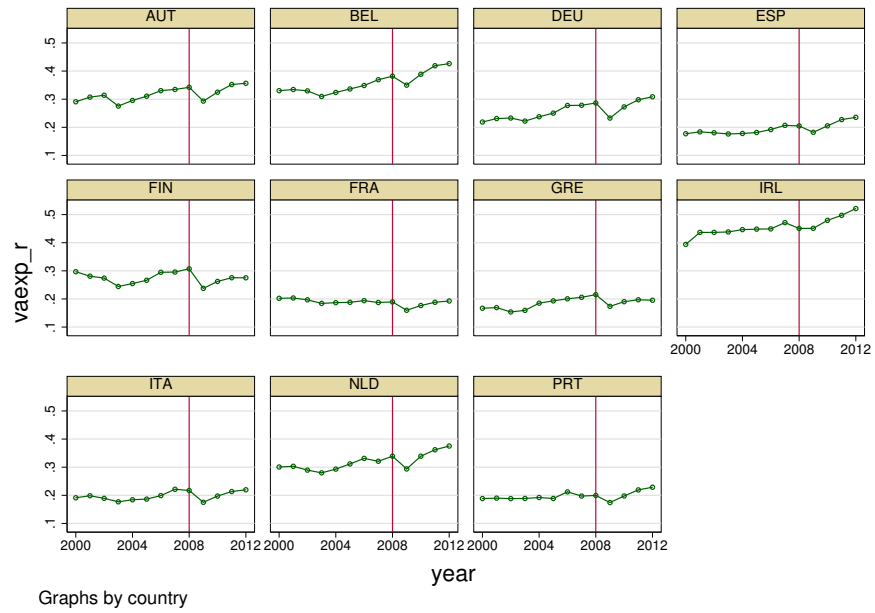 AUT BEL DEU ESP
.5
.4
.3
.2
.1
FIN FRA GRE IRL
.5
.4
.3
.2
.1
2000 2004 2008 2012
ITA NLD PRT
.5
.4
.3
.2
.1
2000 2004 2008 2012 2000 2004 2008 2012 2000 2004 2008 2012
vaexp_r
year
Graphs by country